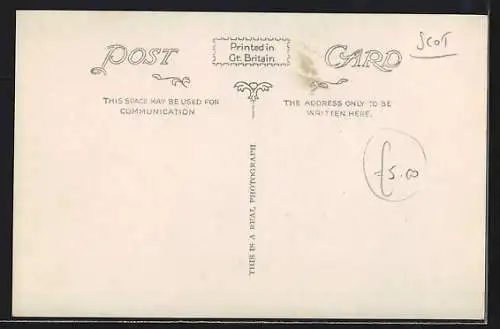 POST CARD
Printed in
Gt. Britain
SCOT
THIS SPACE MAY BE USED FOR
COMMUNICATION
THE ADDRESS ONLY TO BE
WRITTEN HERE.
THIS IS A REAL PHOTOGRAPH
£5.00